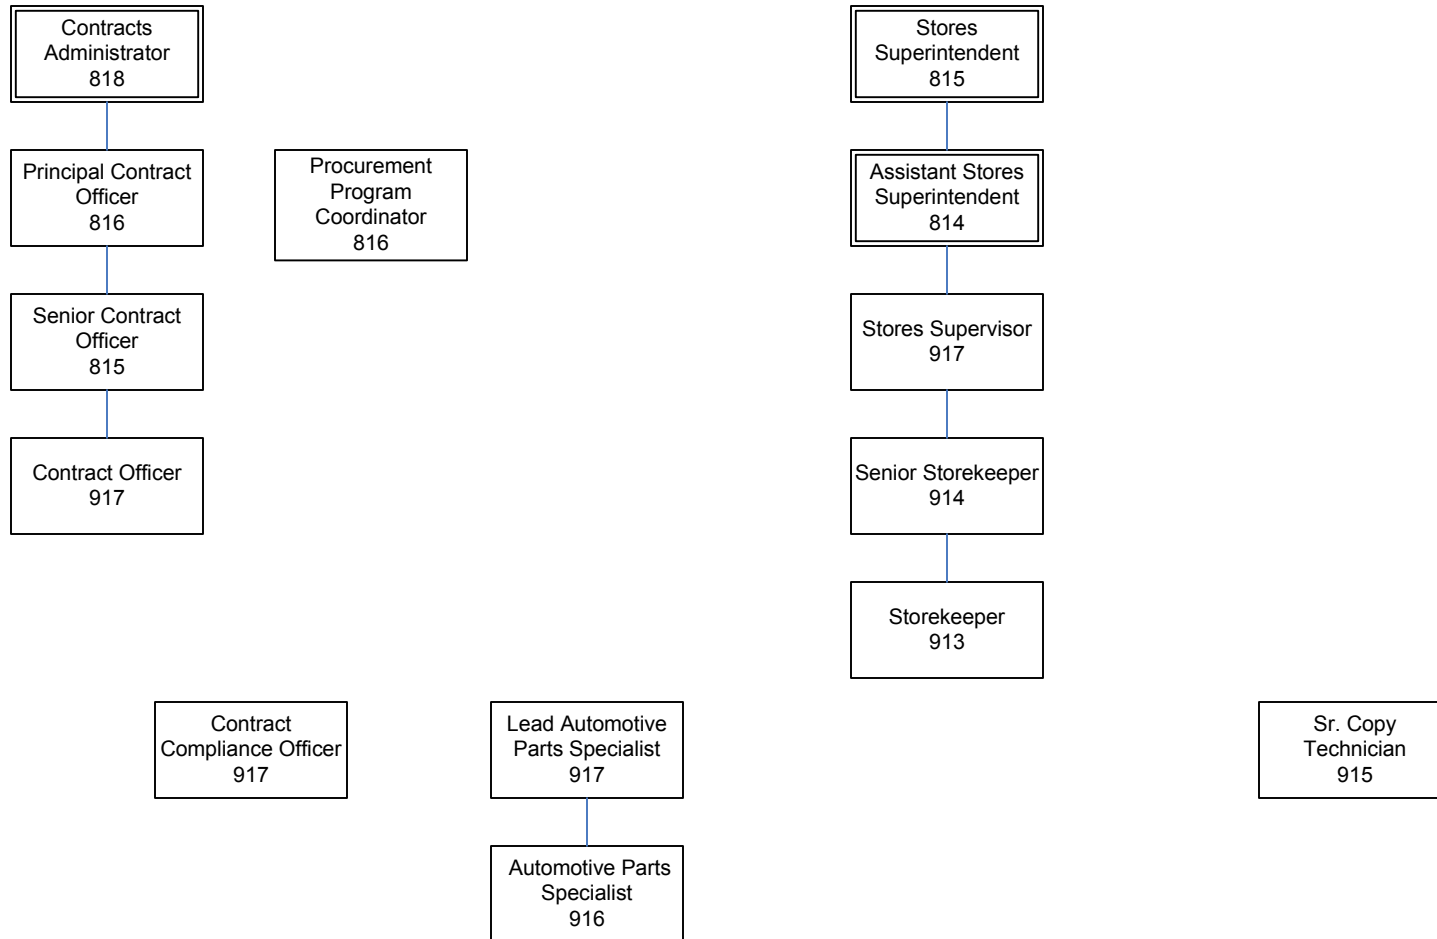 Contracts
Administrator
818
Stores
Superintendent
815
Principal Contract
Officer
816
Procurement
Program
Coordinator
816
Assistant Stores
Superintendent
814
Senior Contract
Officer
815
Stores Supervisor
917
Contract Officer
917
Senior Storekeeper
914
Storekeeper
913
Contract
Compliance Officer
917
Lead Automotive
Parts Specialist
917
Sr. Copy
Technician
915
Automotive Parts
Specialist
916